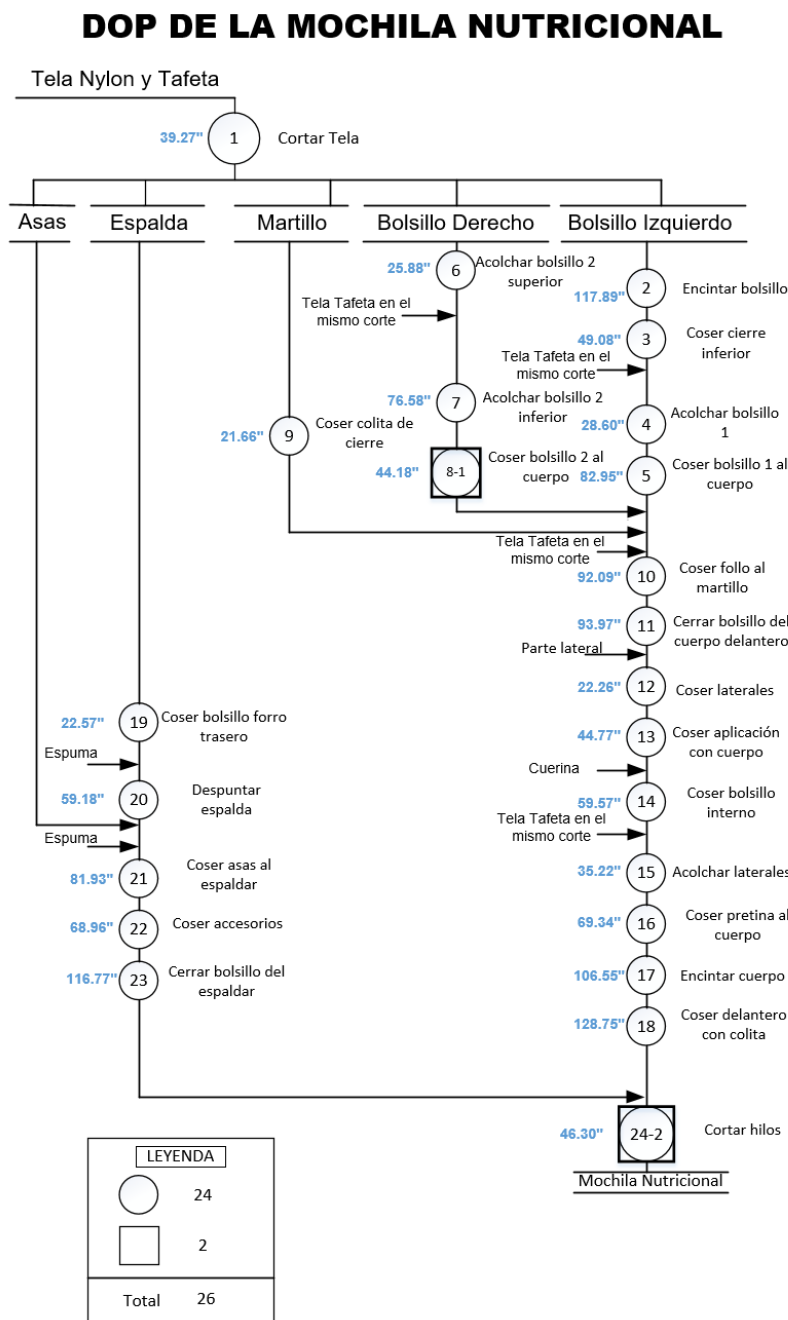 DOP DE LA MOCHILA NUTRICIONAL
Tela Nylon y Tafeta
39.27"
1
Cortar Tela
Asas
Espalda
Martillo
Bolsillo Derecho
Bolsillo Izquierdo
25.88"
6
Acolchar bolsillo 2
superior
117.89"
2
Encintar bolsillo
Tela Tafeta en el
mismo corte
49.08"
3
Coser cierre
inferior
Tela Tafeta en el
mismo corte
76.58"
7
Acolchar bolsillo 2
inferior
28.60"
4
Acolchar bolsillo
1
21.66"
9
Coser colita de
cierre
44.18"
8-1
Coser bolsillo 2 al
cuerpo
82.95"
5
Coser bolsillo 1 al
cuerpo
Tela Tafeta en el
mismo corte
92.09"
10
Coser follo al
martillo
93.97"
11
Cerrar bolsillo del
cuerpo delantero
Parte lateral
22.26"
12
Coser laterales
22.57"
19
Coser bolsillo forro
trasero
44.77"
13
Coser aplicación
con cuerpo
Espuma
Cuerina
59.18"
20
Despuntar
espalda
59.57"
14
Coser bolsillo
interno
Espuma
Tela Tafeta en el
mismo corte
81.93"
21
Coser asas al
espaldar
35.22"
15
Acolchar laterales
68.96"
22
Coser accesorios
69.34"
16
Coser pretina al
cuerpo
116.77"
23
Cerrar bolsillo del
espaldar
106.55"
17
Encintar cuerpo
128.75"
18
Coser delantero
con colita
46.30"
24-2
Cortar hilos
Mochila Nutricional
LEYENDA
24
2
Total 26